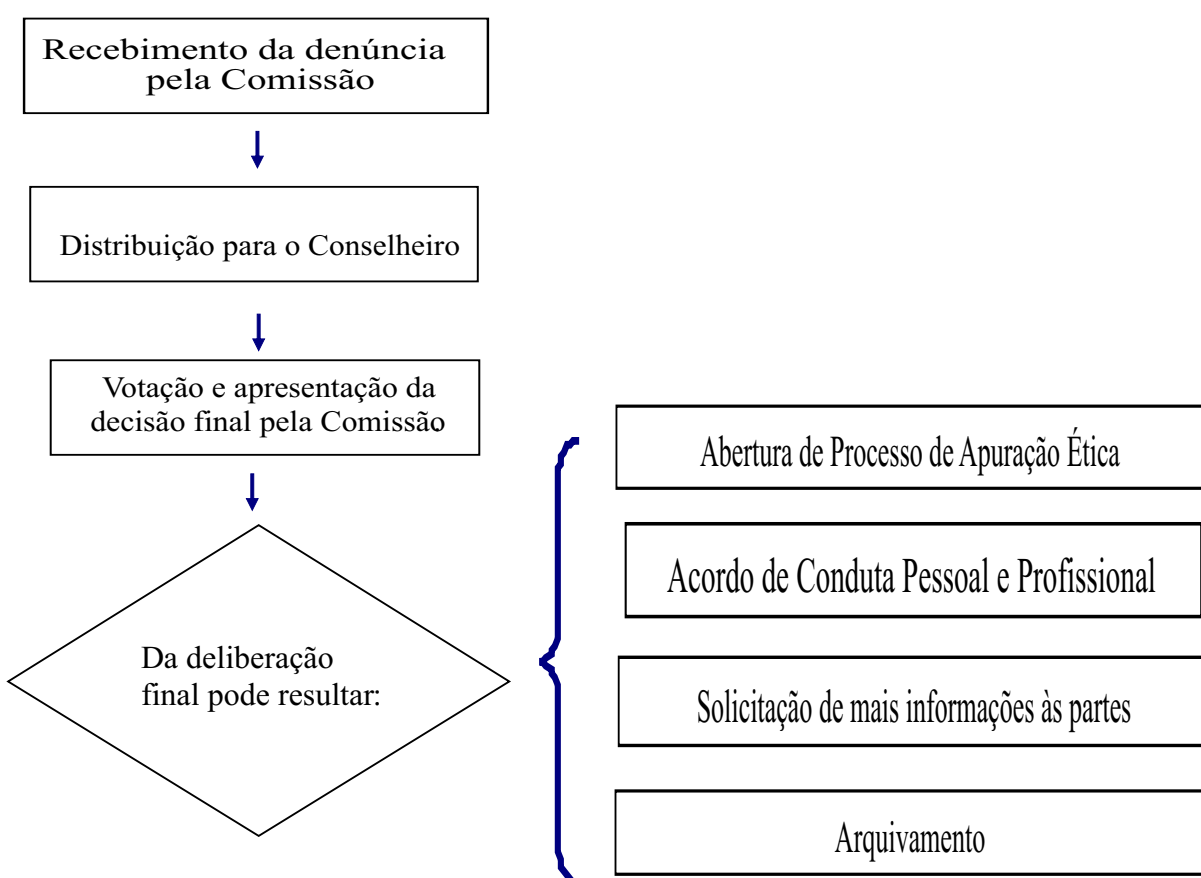 Recebimento da denúncia
pela Comissão
Distribuição para o Conselheiro
Votação e apresentação da
decisão final pela Comissão.
Da deliberação
final pode resultar:
Abertura de Processo de Apuração Ética
Acordo de Conduta Pessoal e Profissional
Solicitação de mais informações às partes
Arquivamento